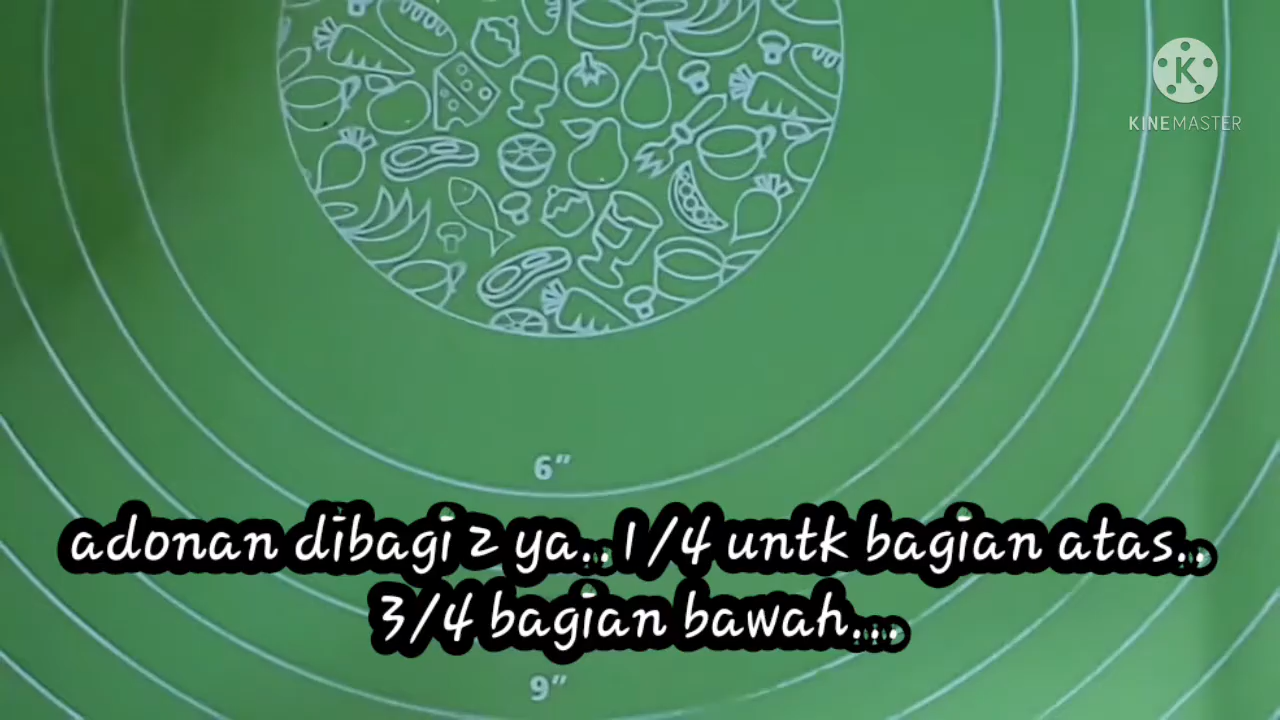 KINEMASTER
6"
adonan dibagi 2 ya.. 1/4 untk bagian atas..,
3/4 bagian bawah....
9"